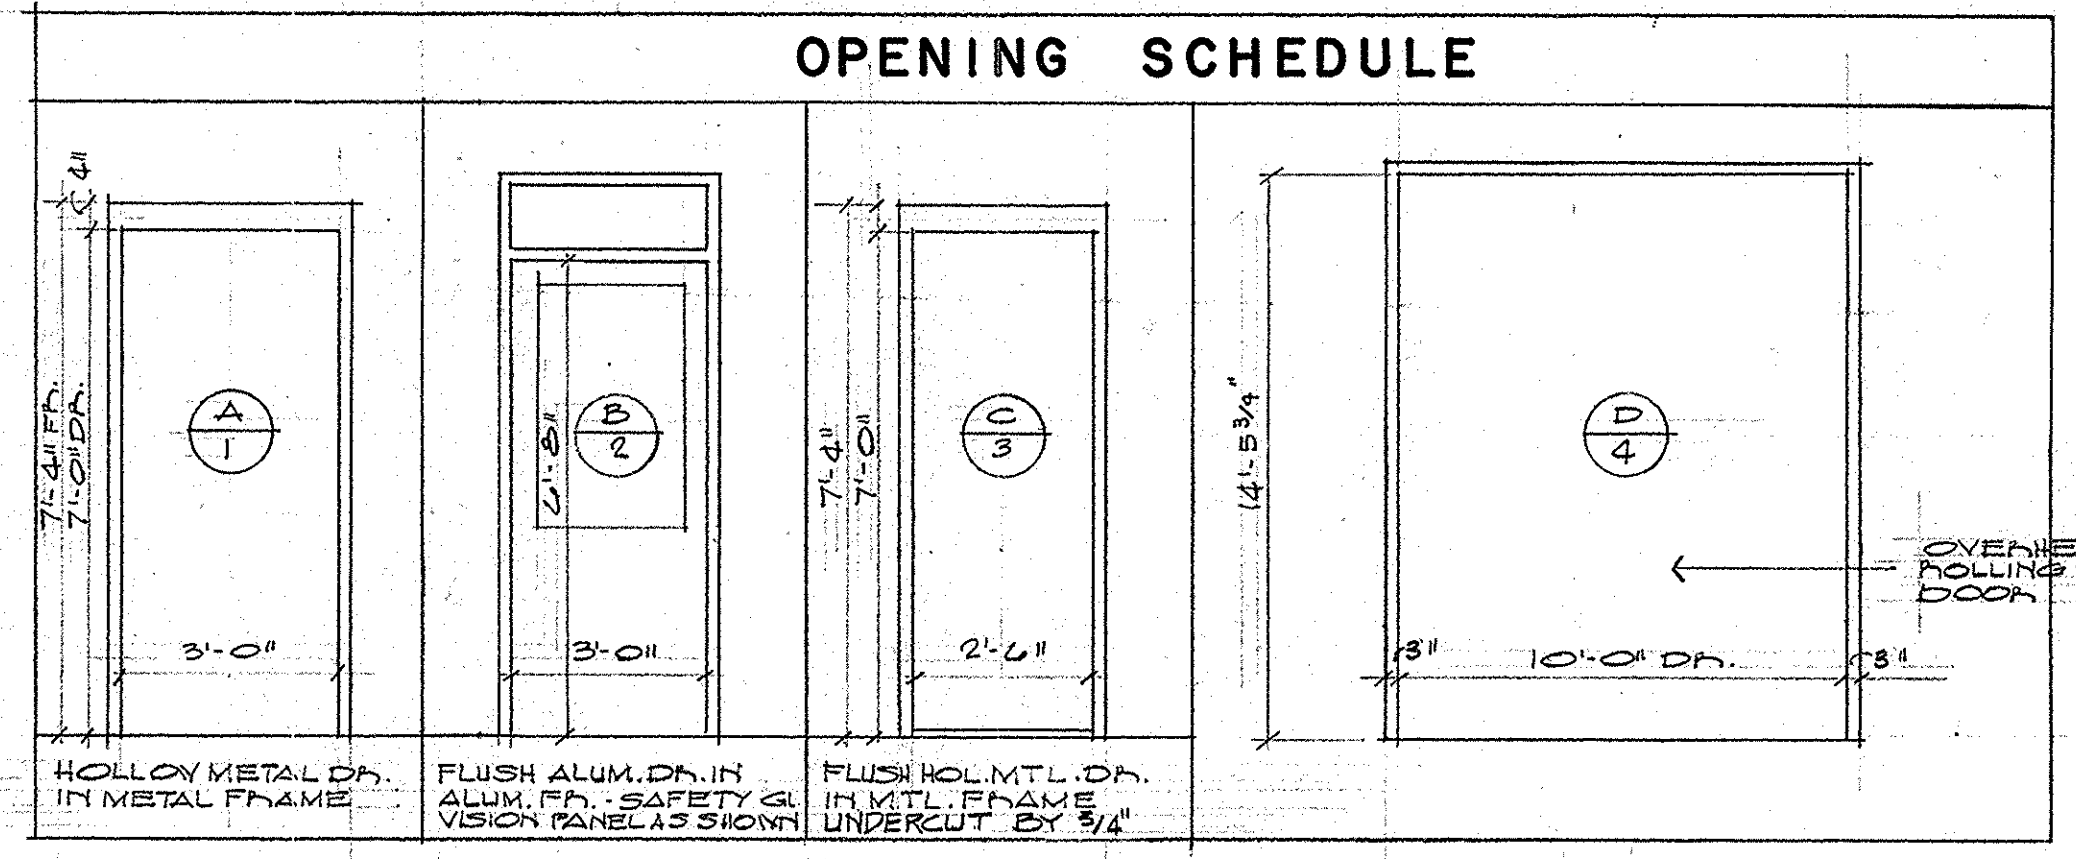 OPENING SCHEDULE
4"
7'-4" FR.
7'-0" DR.
A
1
3'-0"
HOLLOW METAL DR.
IN METAL FRAME
6'-8"
B
2
3'-0"
FLUSH ALUM. DR. IN
ALUM. FR. - SAFETY GL
VISION PANEL AS SHOWN
7'-4"
7'-0"
C
3
2'-6"
FLUSH HOL. MTL. DR.
IN MTL. FRAME
UNDERCUT BY 3/4"
14'-5 3/4"
D
4
OVERHE
ROLLING
DOOR
3"
10'-0" DR.
3"